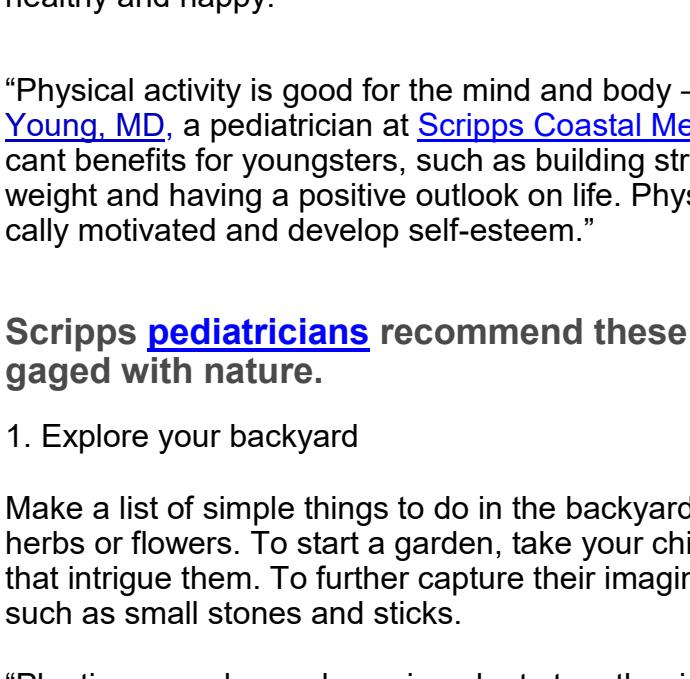 healthy and happy.
“Physical activity is good for the mind and body –
Young, MD, a pediatrician at Scripps Coastal Me
cant benefits for youngsters, such as building str
weight and having a positive outlook on life. Phys
cally motivated and develop self-esteem.”
Scripps pediatricians recommend these
gaged with nature.
1. Explore your backyard
Make a list of simple things to do in the backyard
herbs or flowers. To start a garden, take your chi
that intrigue them. To further capture their imagin
such as small stones and sticks.